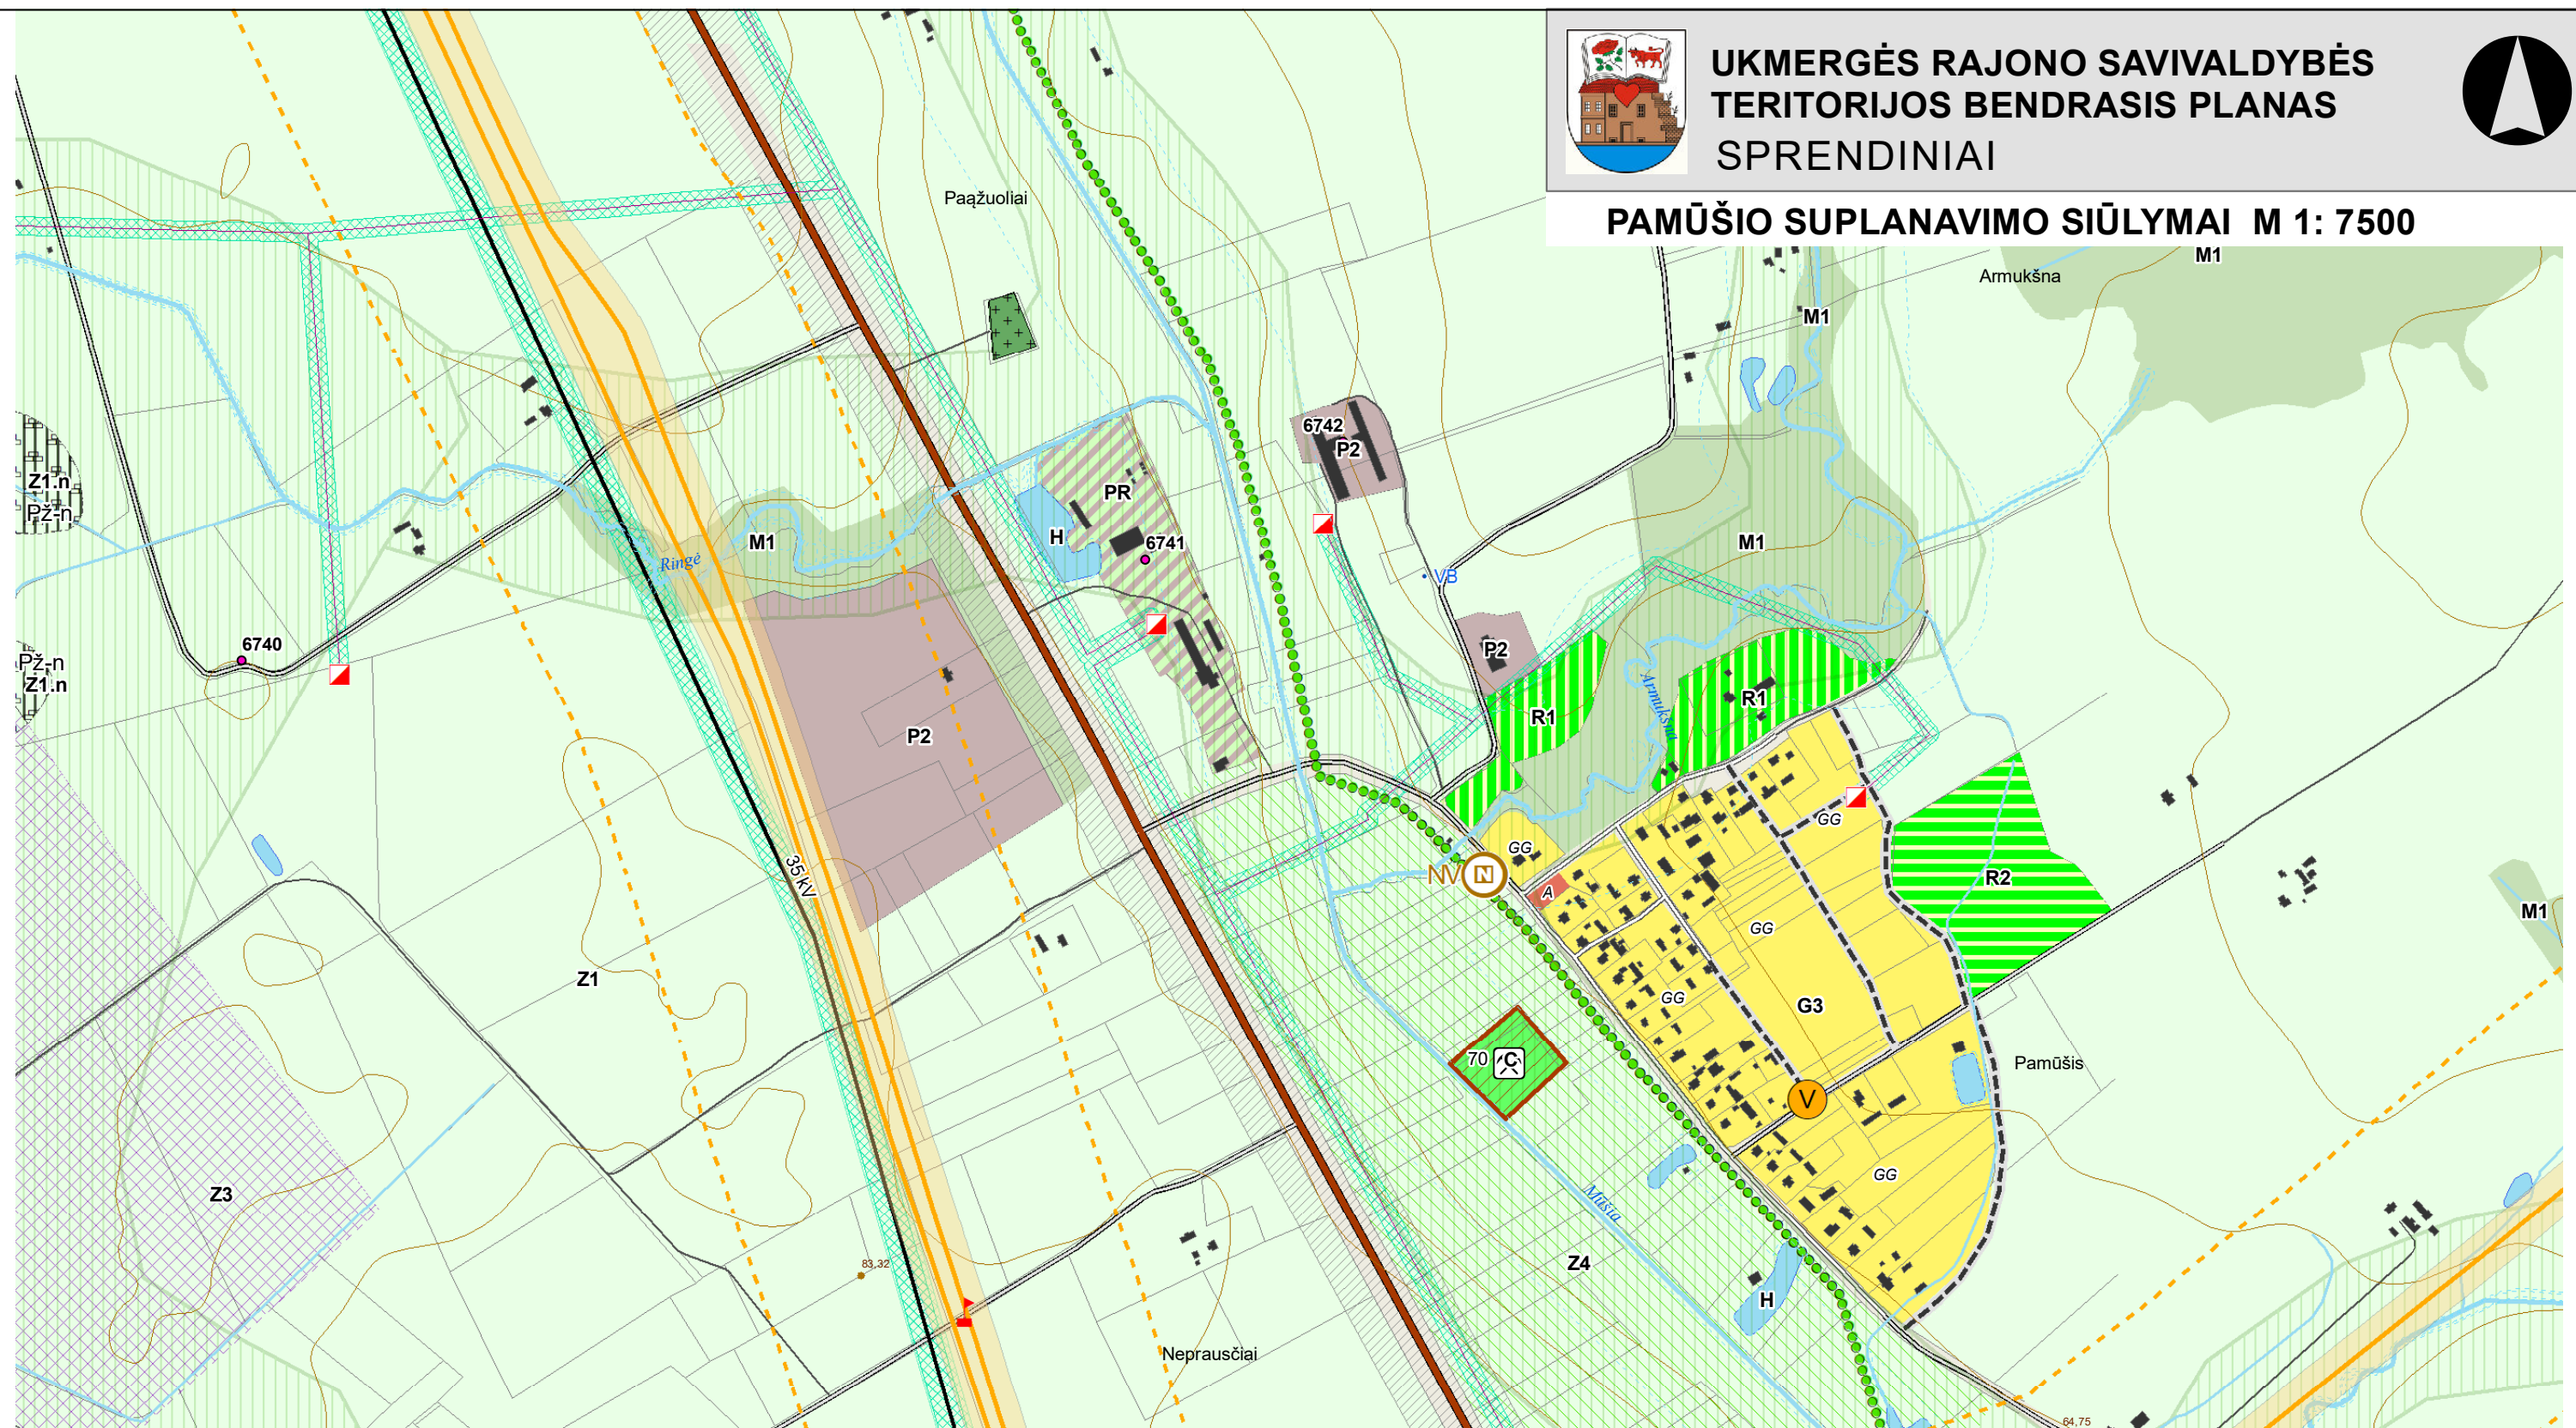 UKMERGĖS RAJONO SAVIVALDYBĖS
TERITORIJOS BENDRASIS PLANAS
SPRENDINIAI
PAMŪŠIO SUPLANAVIMO SIŪLYMAI M 1: 7500
M1
Armukšna
Paąžuoliai
M1
6742
P2
Z1.n
Pž-n
PR
H
6741
M1
Ringė
M1
VB
6740
Pž-n
Z1.n
P2
R1
R1
Armukšna
P2
GG
GG
35 kV
NV
N
A
R2
M1
GG
Z1
GG
G3
70
C
Pamūšis
V
GG
Z3
Mūšia
Z4
83,32
H
Neprausčiai
64,75